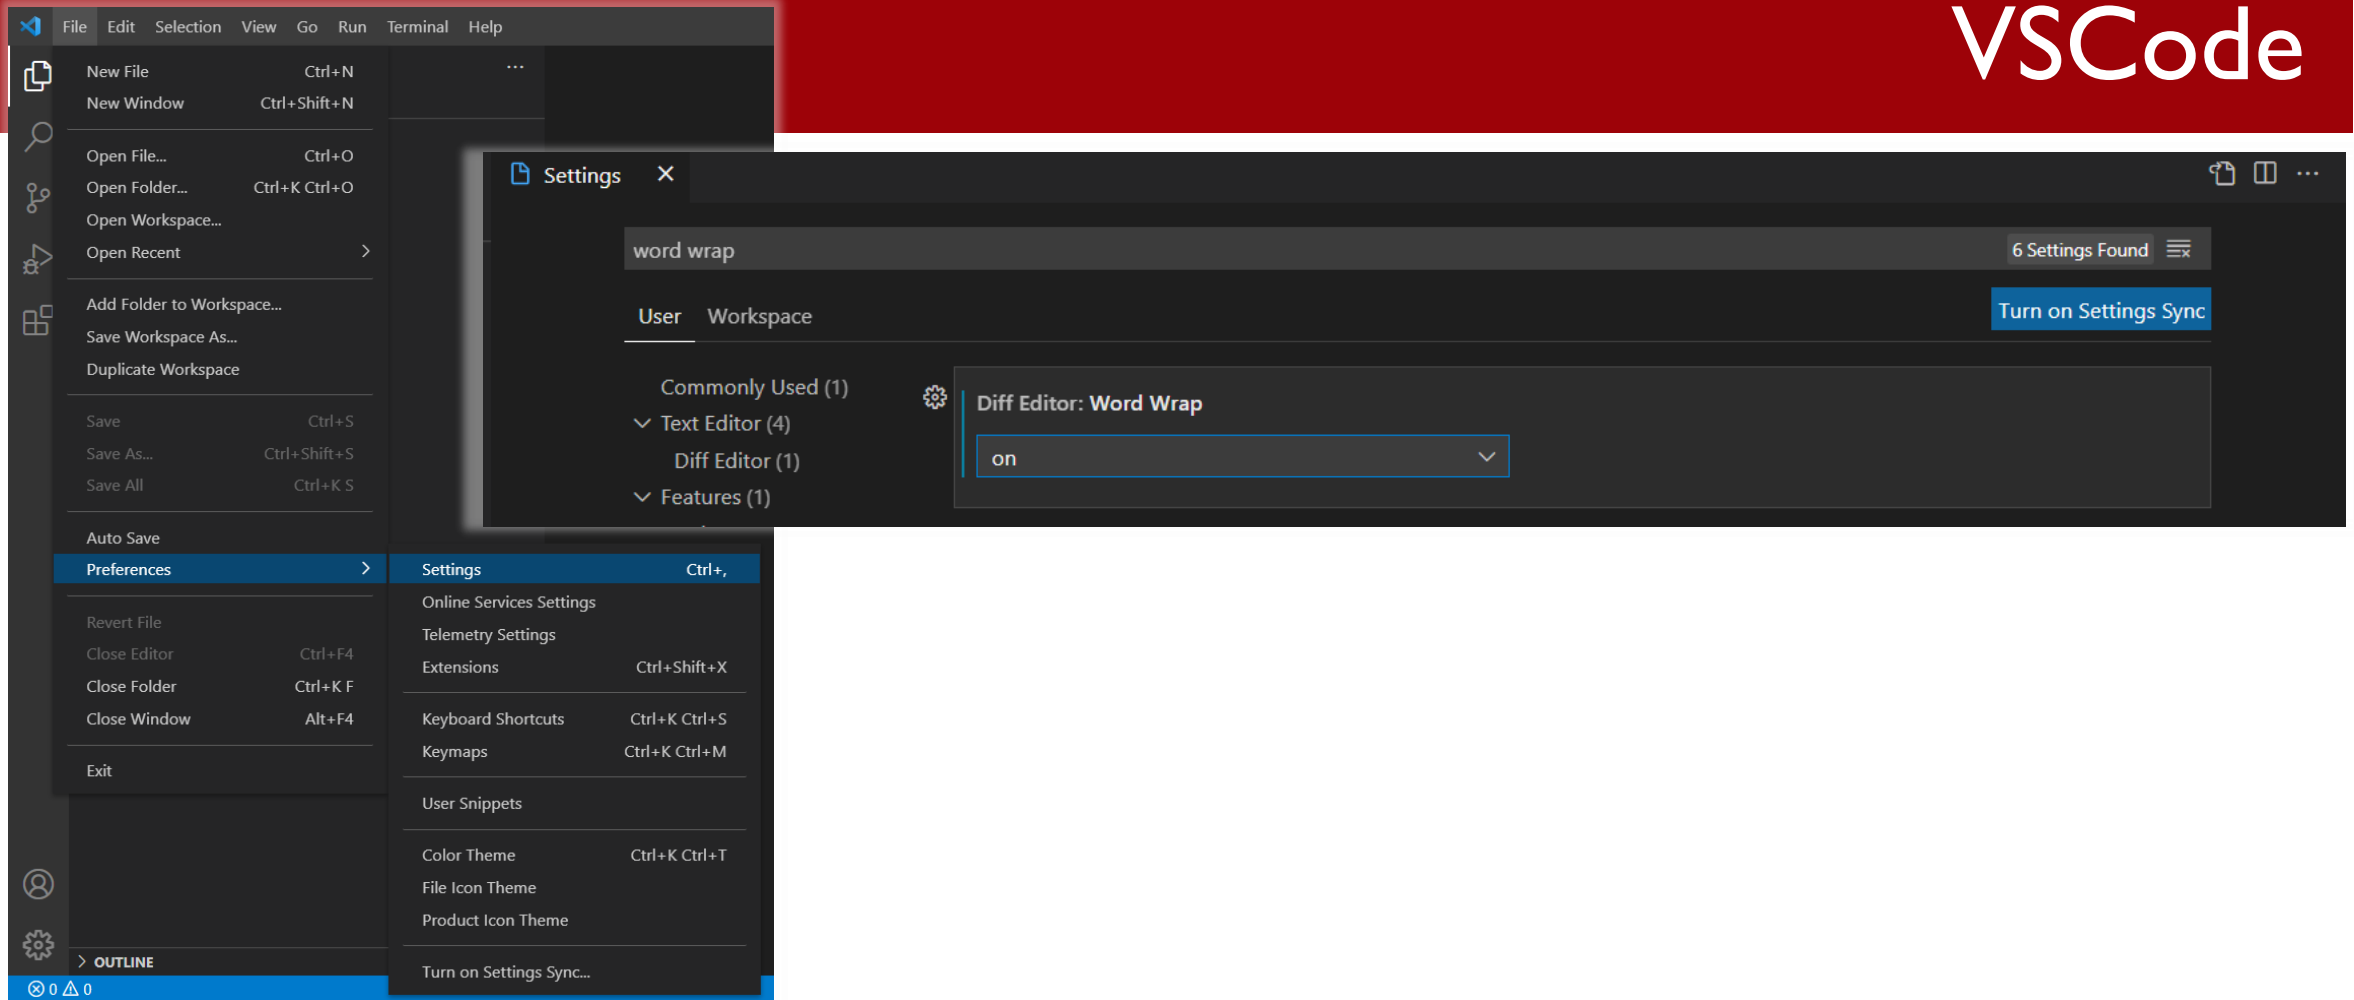 VSCode
File Edit Selection View Go Run Terminal Help
New File Ctrl+N
New Window Ctrl+Shift+N
Open File... Ctrl+O
Open Folder... Ctrl+K Ctrl+O
Open Workspace...
Open Recent
Add Folder to Workspace...
Save Workspace As...
Duplicate Workspace
Save Ctrl+S
Save As... Ctrl+Shift+S
Save All Ctrl+K S
Auto Save
Preferences
Revert File
Close Editor Ctrl+F4
Close Folder Ctrl+K F
Close Window Alt+F4
Exit
OUTLINE
0 0
Settings Ctrl+,
Online Services Settings
Telemetry Settings
Extensions Ctrl+Shift+X
Keyboard Shortcuts Ctrl+K Ctrl+S
Keymaps Ctrl+K Ctrl+M
User Snippets
Color Theme Ctrl+K Ctrl+T
File Icon Theme
Product Icon Theme
Turn on Settings Sync...
Settings
word wrap 6 Settings Found
User Workspace Turn on Settings Sync
Commonly Used (1)
Text Editor (4)
Diff Editor (1)
Features (1)
Diff Editor: Word Wrap
on